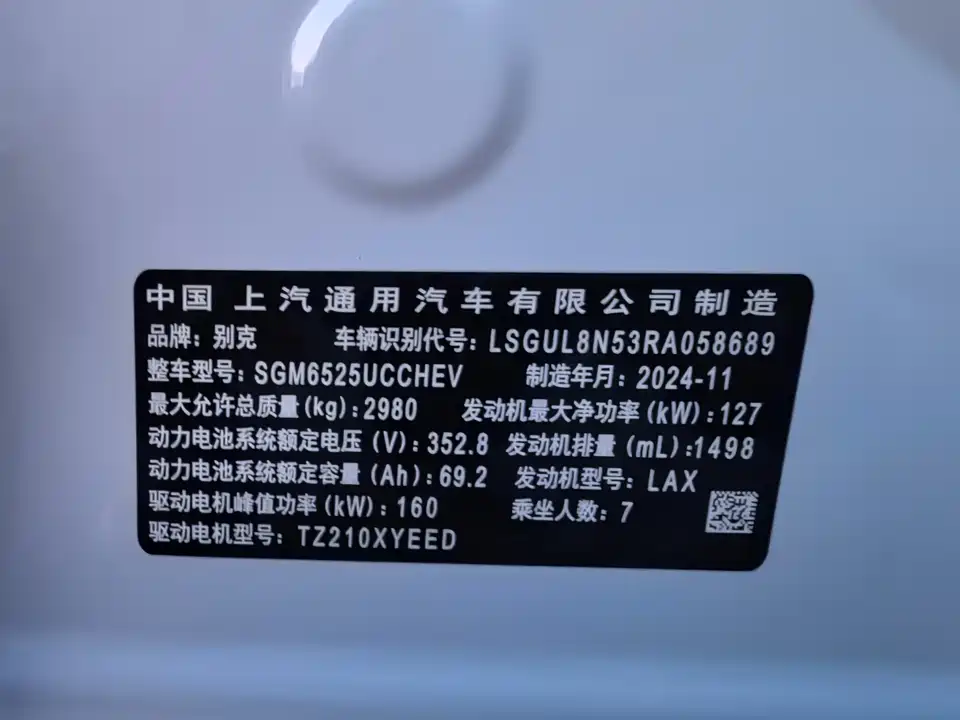 中国 上汽通用汽车有限公司制造
品牌：别克 车辆识别代号：LSGUL8N53RA058689
整车型号：SGM6525UCCHEV 制造年月：2024-11
最大允许总质量(kg)：2980 发动机最大净功率(kW)：127
动力电池系统额定电压(V)：352.8 发动机排量(mL)：1498
动力电池系统额定容量(Ah)：69.2 发动机型号：LAX
驱动电机峰值功率(kW)：160 乘坐人数：7
驱动电机型号：TZ210XYEED